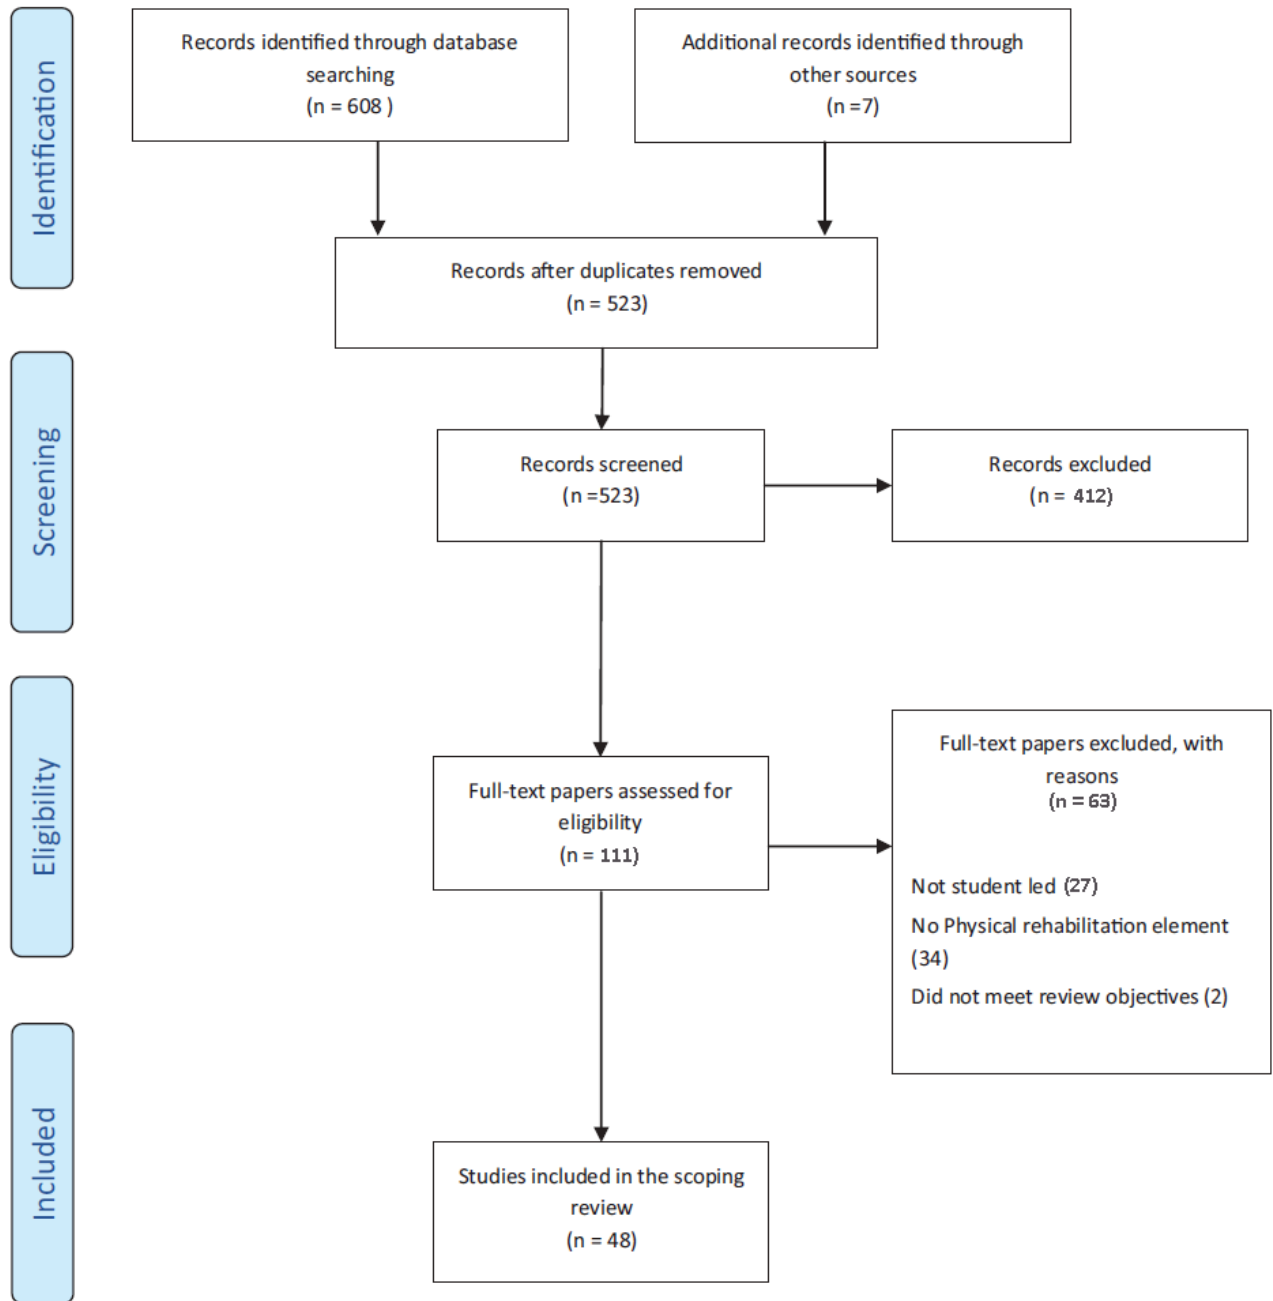 Identification
Records identified through database
searching
(n = 608 )
Additional records identified through
other sources
(n =7)
Records after duplicates removed
(n = 523)
Screening
Records screened
(n =523)
Records excluded
(n = 412)
Eligibility
Full-text papers assessed for
eligibility
(n = 111)
Full-text papers excluded, with
reasons
(n = 63)
Not student led (27)
No Physical rehabilitation element
(34)
Did not meet review objectives (2)
Included
Studies included in the scoping
review
(n = 48)